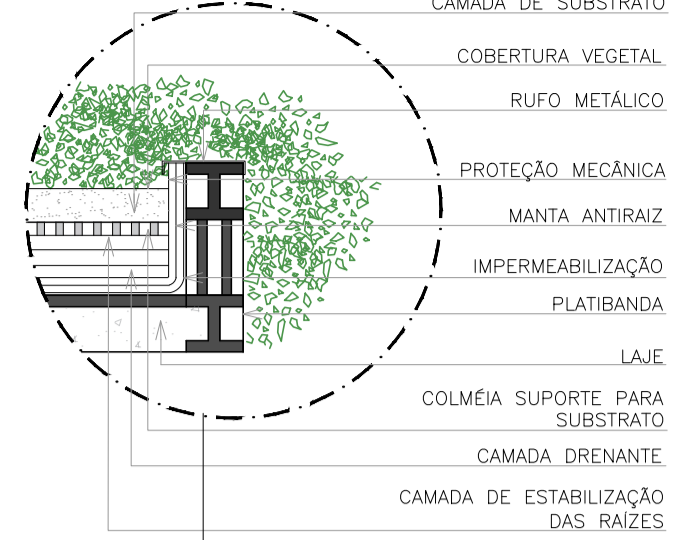 CAMADA DE SUBSTRATO
COBERTURA VEGETAL
RUFO METÁLICO
PROTEÇÃO MECÂNICA
MANTA ANTIRAIZ
IMPERMEABILIZAÇÃO
PLATIBANDA
LAJE
COLMÉIA SUPORTE PARA
SUBSTRATO
CAMADA DRENANTE
CAMADA DE ESTABILIZAÇÃO
DAS RAÍZES